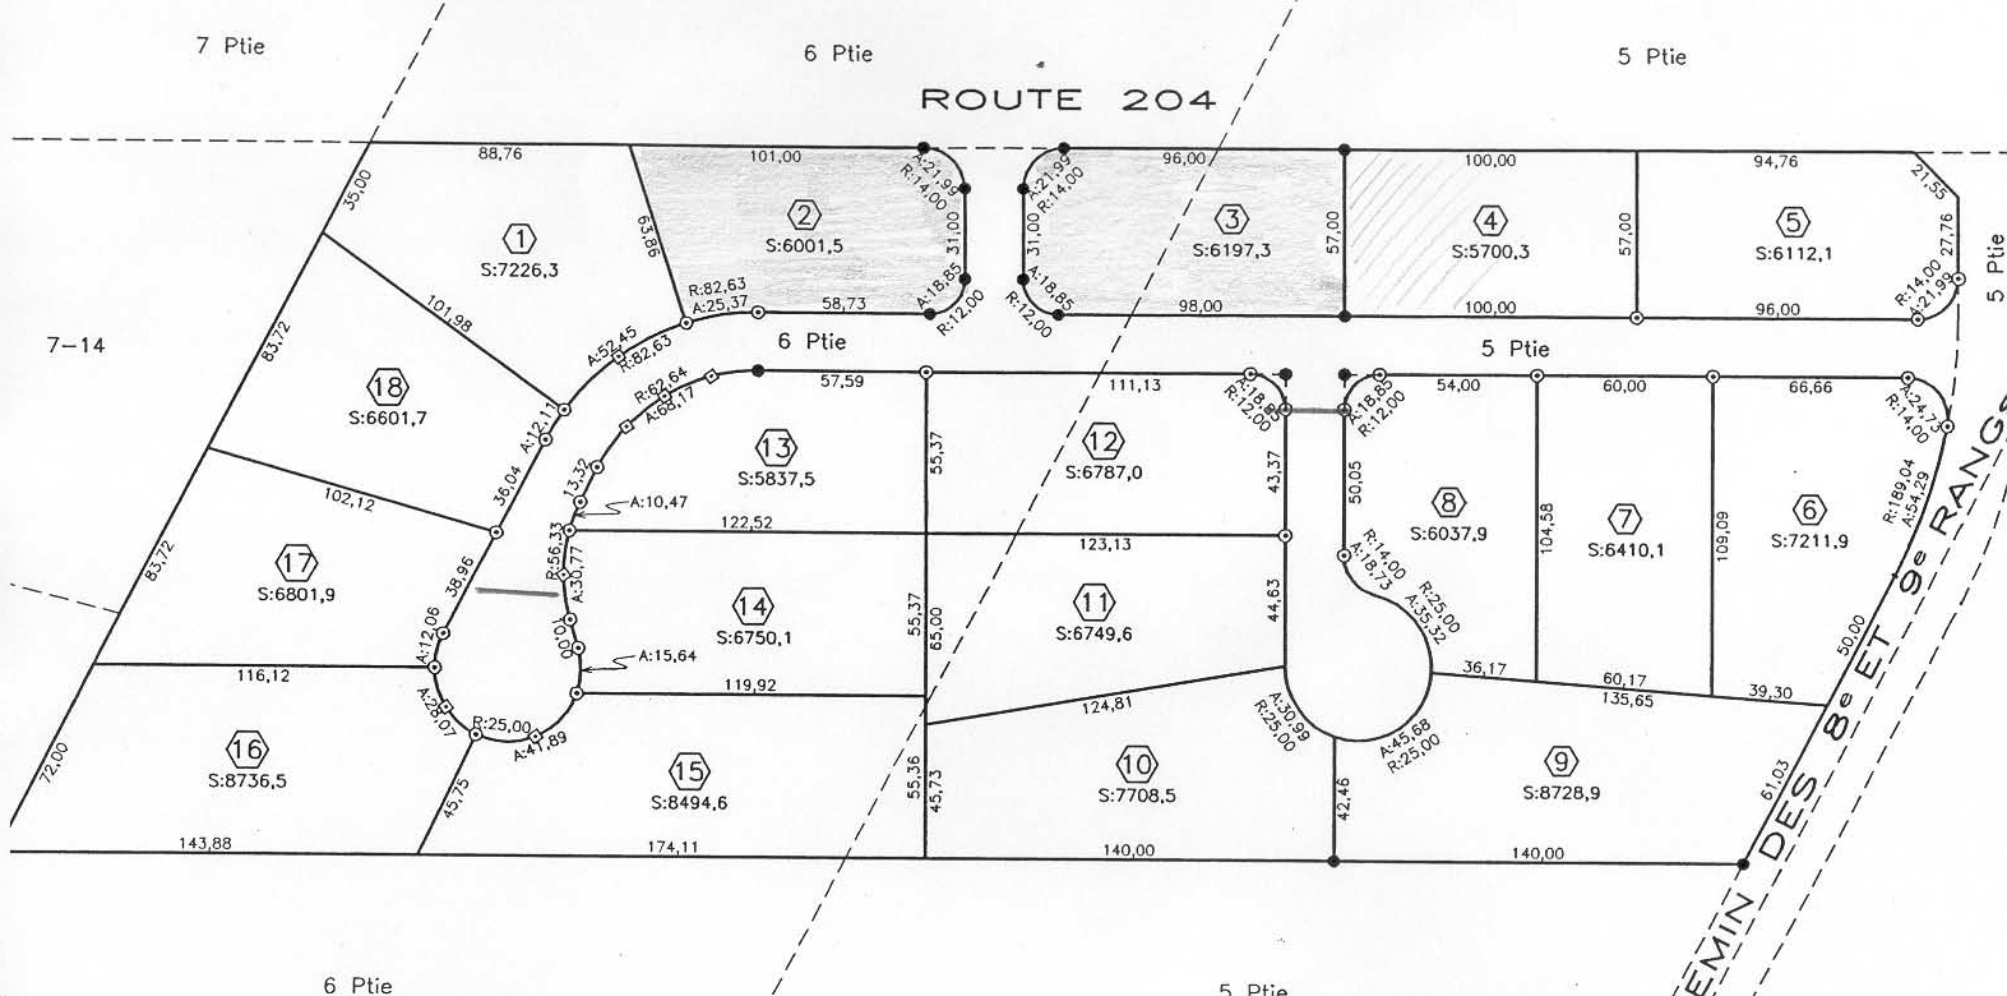 7 Ptie
6 Ptie
5 Ptie
ROUTE 204
88,76
101,00
A:21,99
R:14,00
A:21,99
R:14,00
96,00
100,00
94,76
21,55
35,00
63,86
1
S:7226,3
2
S:6001,5
31,00
31,00
3
S:6197,3
57,00
4
S:5700,3
57,00
5
S:6112,1
27,76
5 Ptie
R:82,63
A:25,37
58,73
A:18,85
R:12,00
A:18,85
R:12,00
98,00
100,00
96,00
R:14,00
A:21,99
101,98
83,72
7-14
A:52,45
R:82,63
6 Ptie
5 Ptie
18
S:6601,7
A:12,11
R:62,64
A:68,17
57,59
111,13
A:18,85
R:12,00
A:18,85
R:12,00
54,00
60,00
66,66
A:24,73
R:14,00
13
S:5837,5
55,37
12
S:6787,0
43,37
50,05
8
S:6037,9
104,58
7
S:6410,1
109,09
6
S:7211,9
R:189,04
A:54,29
102,12
36,04
13,32
A:10,47
122,52
123,13
83,72
17
S:6801,9
38,96
R:56,33
A:30,77
14
S:6750,1
55,37
65,00
11
S:6749,6
44,63
R:14,00
A:18,73
R:25,00
A:35,32
A:12,06
10,00
A:15,64
50,00
116,12
119,92
36,17
60,17
135,65
39,30
A:28,07
R:25,00
A:41,89
124,81
A:30,99
R:25,00
A:45,68
R:25,00
72,00
16
S:8736,5
45,75
15
S:8494,6
55,36
45,73
10
S:7708,5
42,46
9
S:8728,9
61,03
143,88
174,11
140,00
140,00
EMIN DES 8e ET 9e RANGS
6 Ptie
5 Ptie